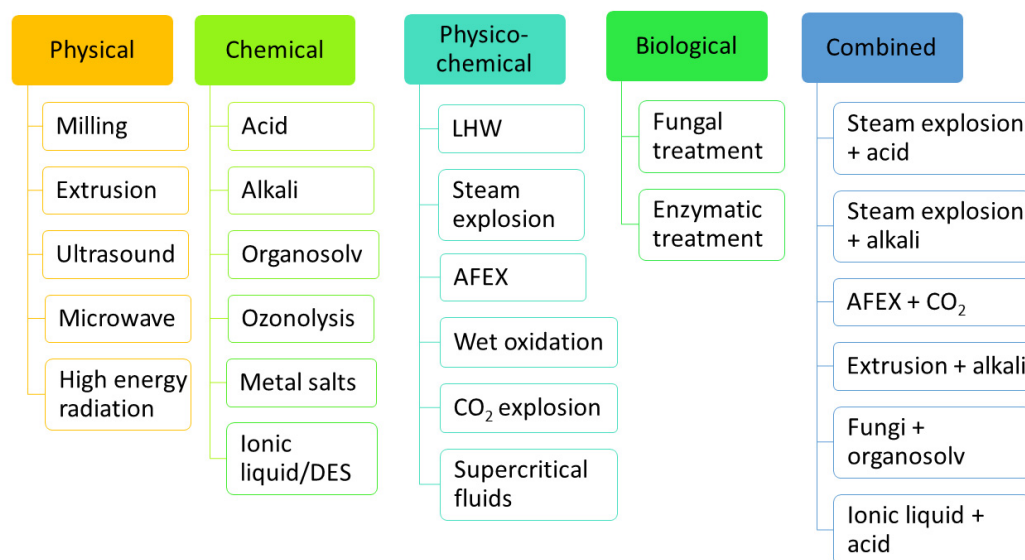 Physical
Milling
Extrusion
Ultrasound
Microwave
High energy
radiation
Chemical
Acid
Alkali
Organosolv
Ozonolysis
Metal salts
Ionic
liquid/DES
Physico-
chemical
LHW
Steam
explosion
AFEX
Wet oxidation
CO₂ explosion
Supercritical
fluids
Biological
Fungal
treatment
Enzymatic
treatment
Combined
Steam explosion
+ acid
Steam explosion
+ alkali
AFEX + CO₂
Extrusion + alkali
Fungi +
organosolv
Ionic liquid +
acid